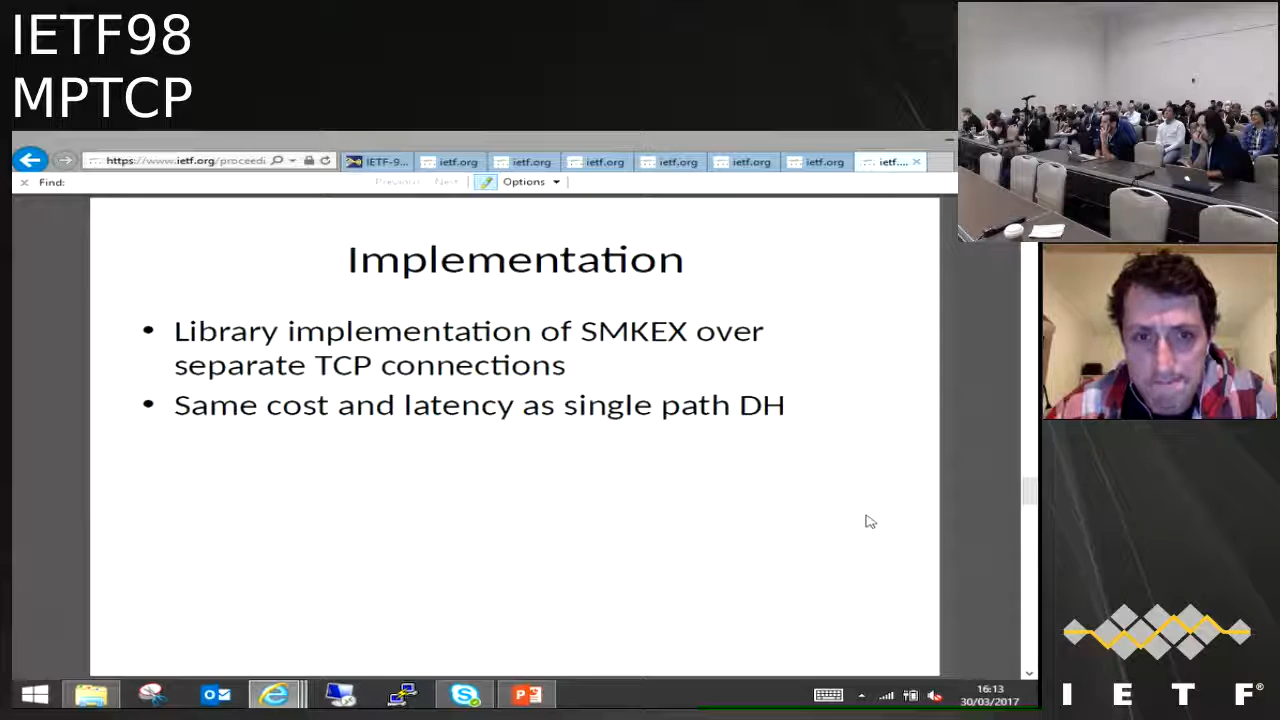 IETF98
MPTCP
https://www.ietf.org/proceedi
IETF-9...
ietf.org
ietf.org
ietf.org
ietf.org
ietf.org
ietf.org
ietf....
Find:
Previous
Next
Options
Implementation
• Library implementation of SMKEX over
separate TCP connections
• Same cost and latency as single path DH
16:13
30/03/2017
I E T F®